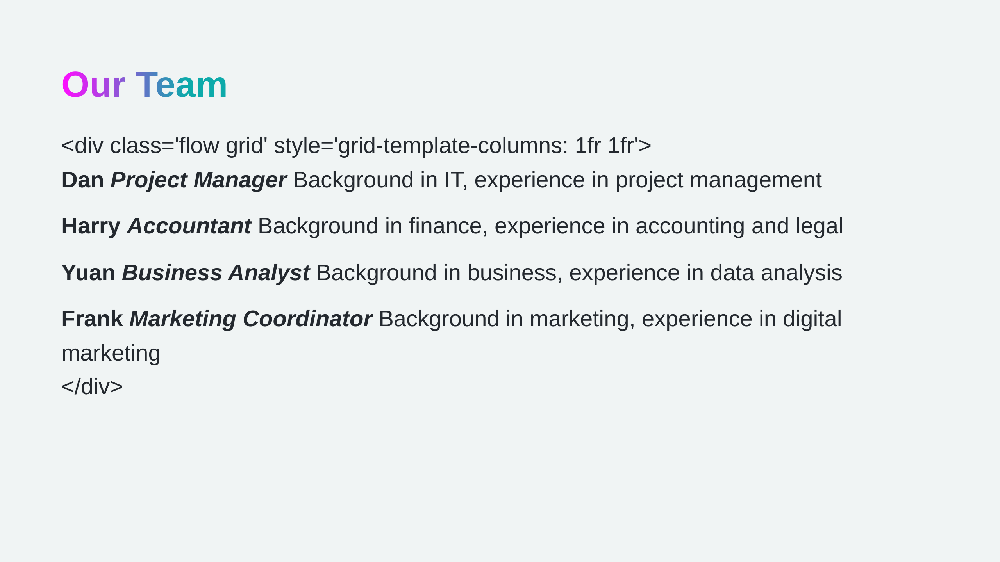 Our Team
<div class='flow grid' style='grid-template-columns: 1fr 1fr'>
Dan Project Manager Background in IT, experience in project management
Harry Accountant Background in finance, experience in accounting and legal
Yuan Business Analyst Background in business, experience in data analysis
Frank Marketing Coordinator Background in marketing, experience in digital
marketing
</div>